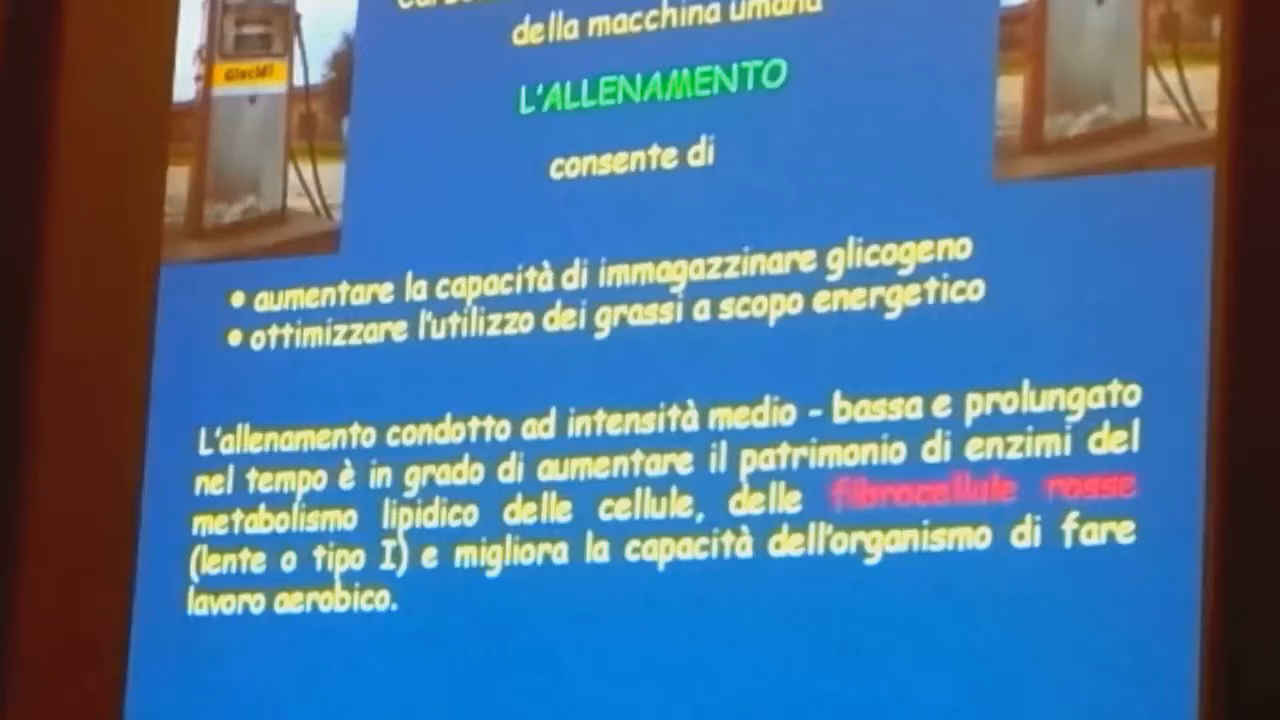 della macchina umana
Glucidi
L'ALLENAMENTO
consente di
• aumentare la capacità di immagazzinare glicogeno
• ottimizzare l'utilizzo dei grassi a scopo energetico
L'allenamento condotto ad intensità medio - bassa e prolungato
nel tempo è in grado di aumentare il patrimonio di enzimi del
metabolismo lipidico delle cellule, delle fibrocellule rosse
(lente o tipo I) e migliora la capacità dell'organismo di fare
lavoro aerobico.